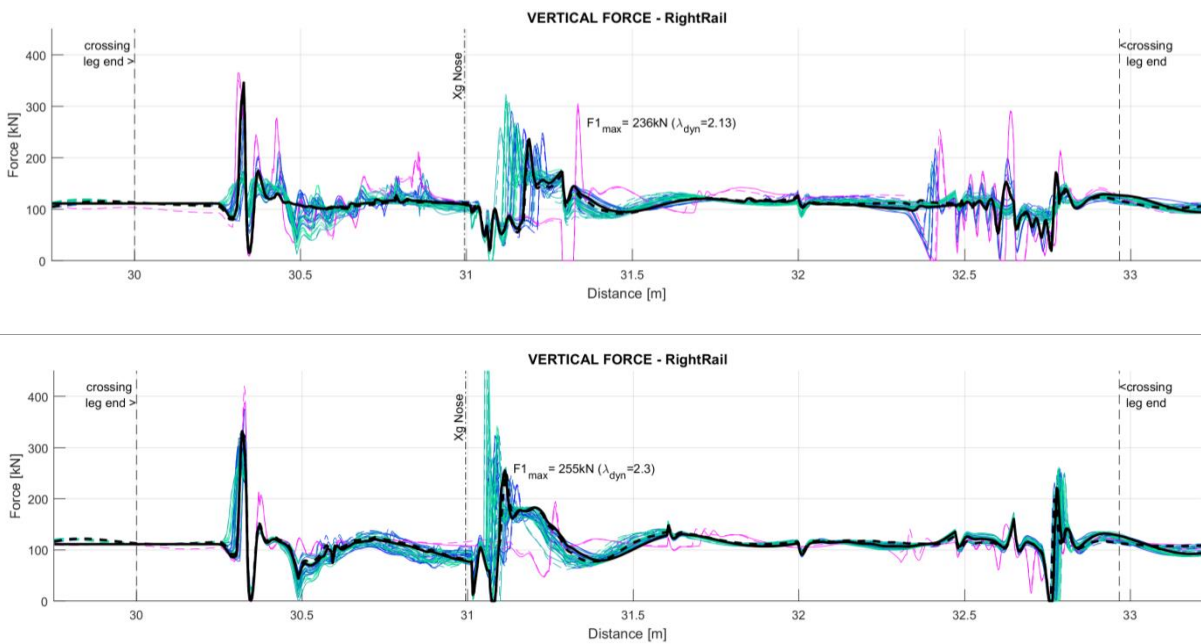 VERTICAL FORCE - RightRail
400
300
200
100
0
Force [kN]
crossing
leg end >
Xg Nose
F1max= 236kN (λdyn=2.13)
<crossing
leg end
30
30.5
31
31.5
32
32.5
33
Distance [m]
VERTICAL FORCE - RightRail
400
300
200
100
0
Force [kN]
crossing
leg end >
Xg Nose
F1max= 255kN (λdyn=2.3)
<crossing
leg end
30
30.5
31
31.5
32
32.5
33
Distance [m]